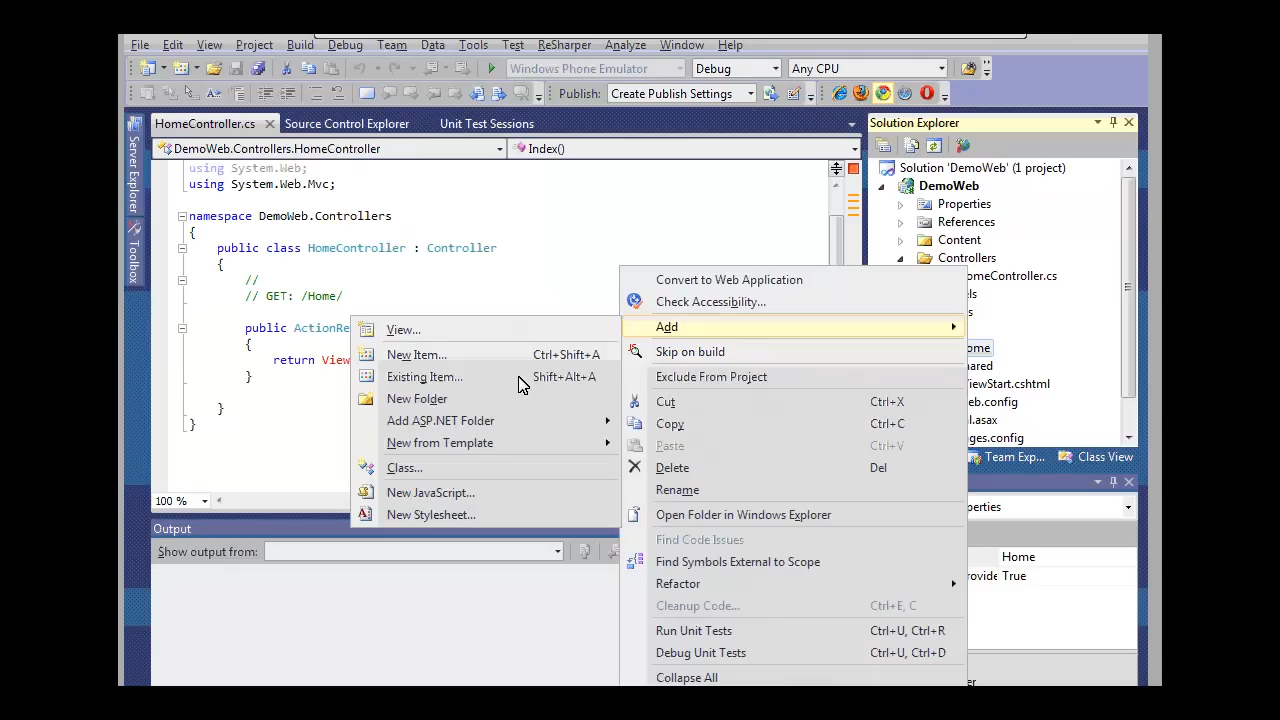 File Edit View Project Build Debug Team Data Tools Test ReSharper Analyze Window Help
Windows Phone Emulator Debug Any CPU
Publish: Create Publish Settings
HomeController.cs Source Control Explorer Unit Test Sessions
DemoWeb.Controllers.HomeController Index()
Server Explorer
Toolbox
using System.Web;
using System.Web.Mvc;
namespace DemoWeb.Controllers
{
public class HomeController : Controller
{
//
// GET: /Home/
public ActionRe
{
return View
}
}
}
100 %
Output
Show output from:
View...
New Item... Ctrl+Shift+A
Existing Item... Shift+Alt+A
New Folder
Add ASP.NET Folder
New from Template
Class...
New JavaScript...
New Stylesheet...
Convert to Web Application
Check Accessibility...
Add
Skip on build
Exclude From Project
Cut Ctrl+X
Copy Ctrl+C
Paste Ctrl+V
Delete Del
Rename
Open Folder in Windows Explorer
Find Code Issues
Find Symbols External to Scope
Refactor
Cleanup Code... Ctrl+E, C
Run Unit Tests Ctrl+U, Ctrl+R
Debug Unit Tests Ctrl+U, Ctrl+D
Collapse All
Solution Explorer
Solution 'DemoWeb' (1 project)
DemoWeb
Properties
References
Content
Controllers
omeController.cs
els
ome
ared
iewStart.cshtml
eb.config
al.asax
ages.config
Team Exp... Class View
perties
Home
rovide True
er